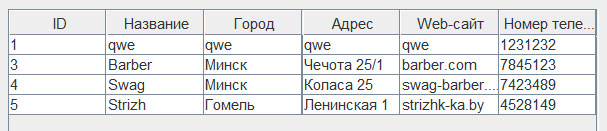 ID Название Город Адрес Web-сайт Номер теле...
1 qwe qwe qwe qwe 1231232
3 Barber Минск Чечота 25/1 barber.com 7845123
4 Swag Минск Коласа 25 swag-barber.... 7423489
5 Strizh Гомель Ленинская 1 strizhk-ka.by 4528149